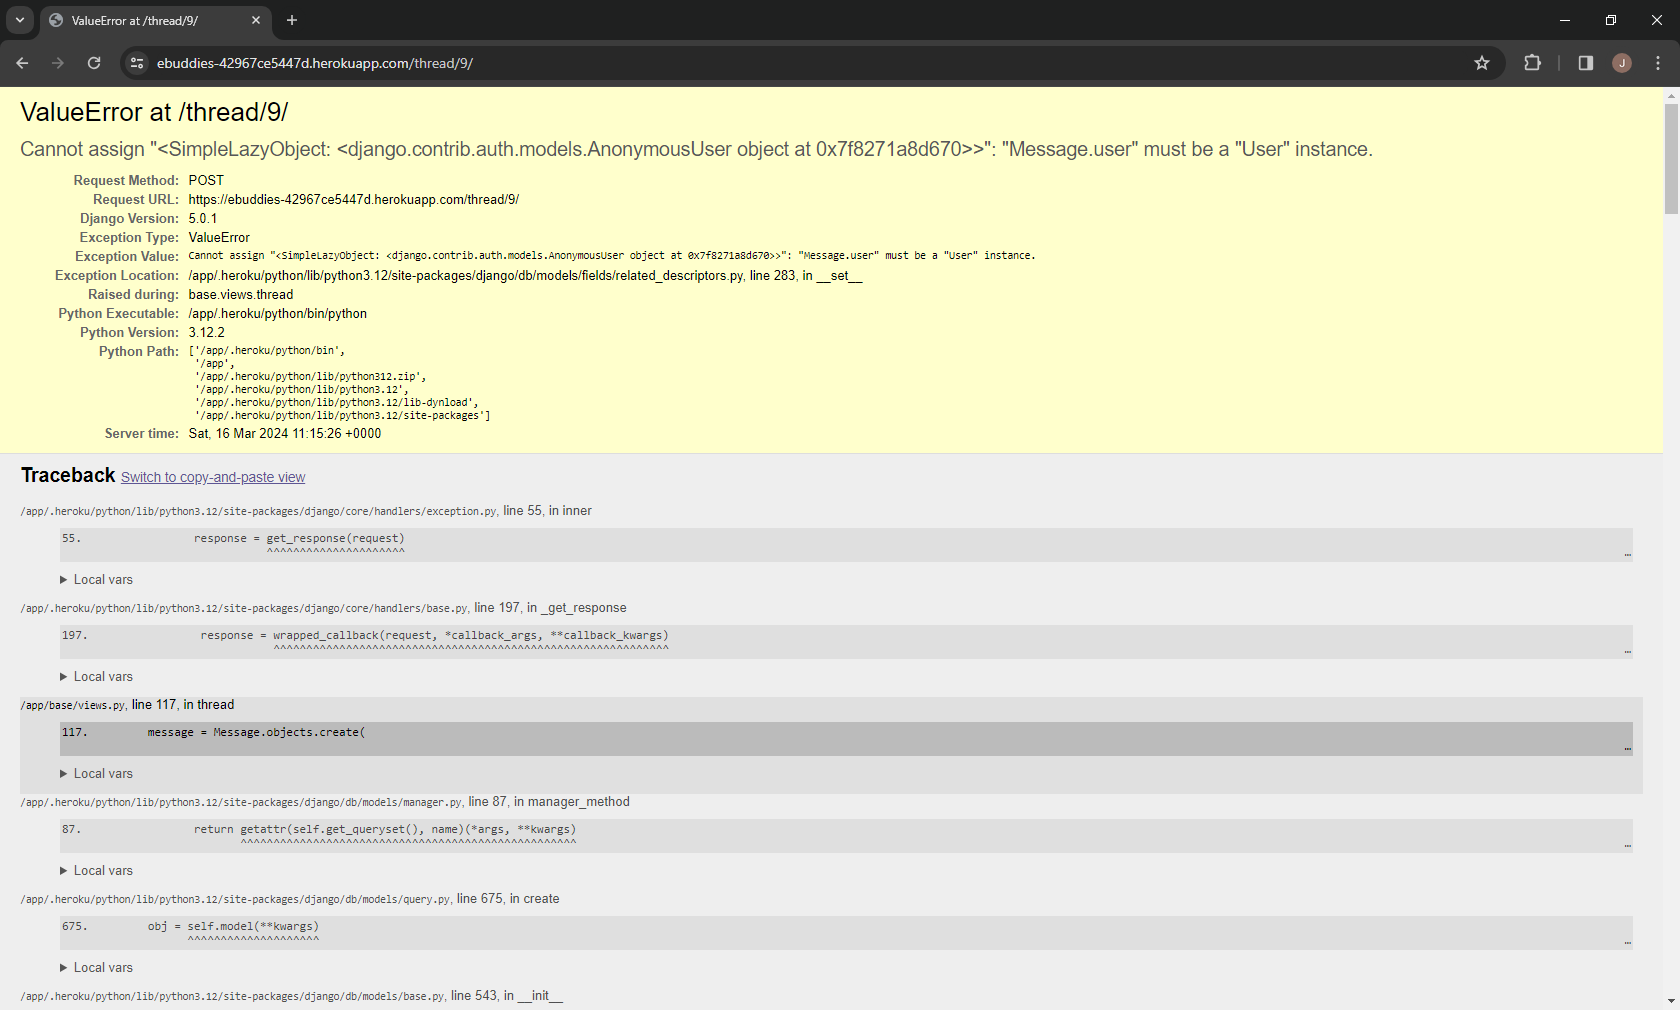 ValueError at /thread/9/
ebuddies-42967ce5447d.herokuapp.com/thread/9/
J
ValueError at /thread/9/
Cannot assign "<SimpleLazyObject: <django.contrib.auth.models.AnonymousUser object at 0x7f8271a8d670>>": "Message.user" must be a "User" instance.
Request Method: POST
Request URL: https://ebuddies-42967ce5447d.herokuapp.com/thread/9/
Django Version: 5.0.1
Exception Type: ValueError
Exception Value: Cannot assign "<SimpleLazyObject: <django.contrib.auth.models.AnonymousUser object at 0x7f8271a8d670>>": "Message.user" must be a "User" instance.
Exception Location: /app/.heroku/python/lib/python3.12/site-packages/django/db/models/fields/related_descriptors.py, line 283, in __set__
Raised during: base.views.thread
Python Executable: /app/.heroku/python/bin/python
Python Version: 3.12.2
Python Path: ['/app/.heroku/python/bin',
'/app',
'/app/.heroku/python/lib/python312.zip',
'/app/.heroku/python/lib/python3.12',
'/app/.heroku/python/lib/python3.12/lib-dynload',
'/app/.heroku/python/lib/python3.12/site-packages']
Server time: Sat, 16 Mar 2024 11:15:26 +0000
Traceback Switch to copy-and-paste view
/app/.heroku/python/lib/python3.12/site-packages/django/core/handlers/exception.py, line 55, in inner
55. response = get_response(request)
^^^^^^^^^^^^^^^^^^^^^ …
Local vars
/app/.heroku/python/lib/python3.12/site-packages/django/core/handlers/base.py, line 197, in _get_response
197. response = wrapped_callback(request, *callback_args, **callback_kwargs)
^^^^^^^^^^^^^^^^^^^^^^^^^^^^^^^^^^^^^^^^^^^^^^^^^^^^^^^^^^^^ …
Local vars
/app/base/views.py, line 117, in thread
117. message = Message.objects.create(
…
Local vars
/app/.heroku/python/lib/python3.12/site-packages/django/db/models/manager.py, line 87, in manager_method
87. return getattr(self.get_queryset(), name)(*args, **kwargs)
^^^^^^^^^^^^^^^^^^^^^^^^^^^^^^^^^^^^^^^^^^^^^^^^^^^ …
Local vars
/app/.heroku/python/lib/python3.12/site-packages/django/db/models/query.py, line 675, in create
675. obj = self.model(**kwargs)
^^^^^^^^^^^^^^^^^^^^ …
Local vars
/app/.heroku/python/lib/python3.12/site-packages/django/db/models/base.py, line 543, in __init__